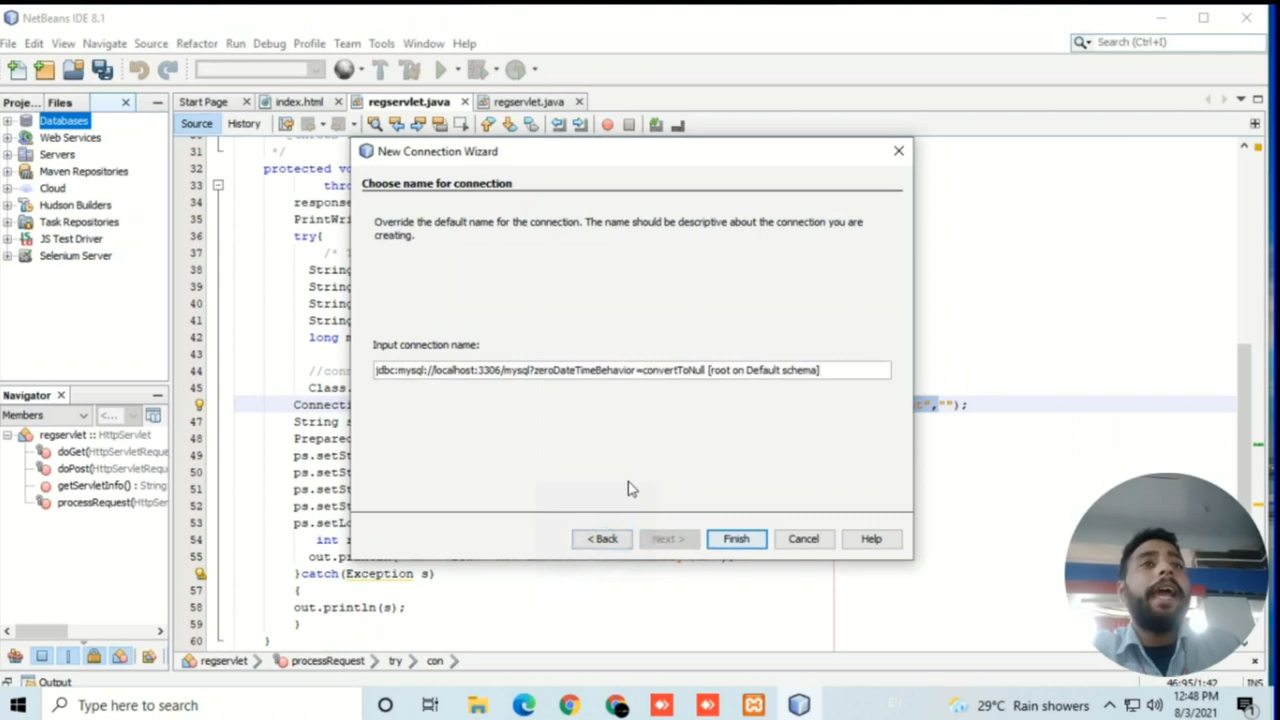 NetBeans IDE 8.1
File Edit View Navigate Source Refactor Run Debug Profile Team Tools Window Help
Search (Ctrl+I)
Proje... Files
Start Page index.html regservlet.java regservlet.java
Source History
Databases
Web Services
Servers
Maven Repositories
Cloud
Hudson Builders
Task Repositories
JS Test Driver
Selenium Server
Navigator
Members <...
regservlet :: HttpServlet
doGet(HttpServletReque
doPost(HttpServletRequ
getServletInfo() : String
processRequest(HttpSer
31 */
32 protected vo
33 thro
34 respons
35 PrintWri
36 try{
37 /* T
38 String
39 String
40 String
41 String
42 long m
43
44 //conn
45 Class.
Connecti t","");
47 String s
48 Prepared
49 ps.setSt
50 ps.setSt
51 ps.setSt
52 ps.setSt
53 ps.setLo
54 int r
55 out.print
}catch(Exception s)
57 {
58 out.println(s);
59 }
60 }
New Connection Wizard
Choose name for connection
Override the default name for the connection. The name should be descriptive about the connection you are
creating.
Input connection name:
jdbc:mysql://localhost:3306/mysql?zeroDateTimeBehavior=convertToNull [root on Default schema]
< Back Next > Finish Cancel Help
regservlet processRequest try con
Output
46:95/1:42 INS
Type here to search
29°C Rain showers
12:48 PM
8/3/2021
1